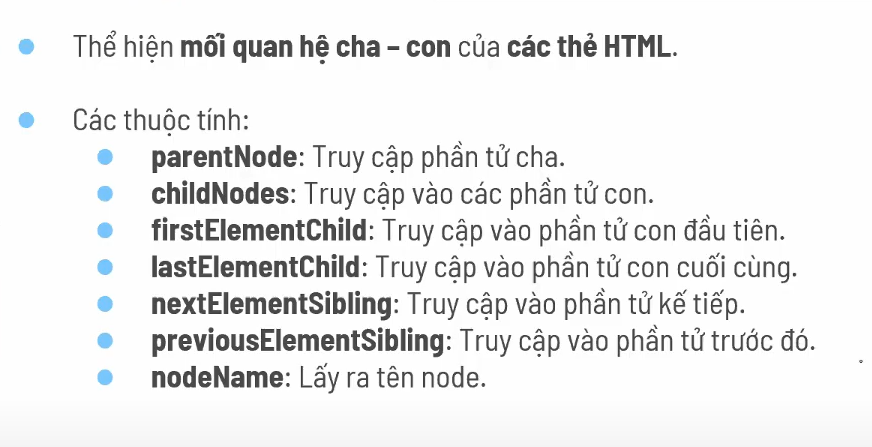 Thể hiện mối quan hệ cha – con của các thẻ HTML.
Các thuộc tính:
parentNode: Truy cập phần tử cha.
childNodes: Truy cập vào các phần tử con.
firstElementChild: Truy cập vào phần tử con đầu tiên.
lastElementChild: Truy cập vào phần tử con cuối cùng.
nextElementSibling: Truy cập vào phần tử kế tiếp.
previousElementSibling: Truy cập vào phần tử trước đó.
nodeName: Lấy ra tên node.